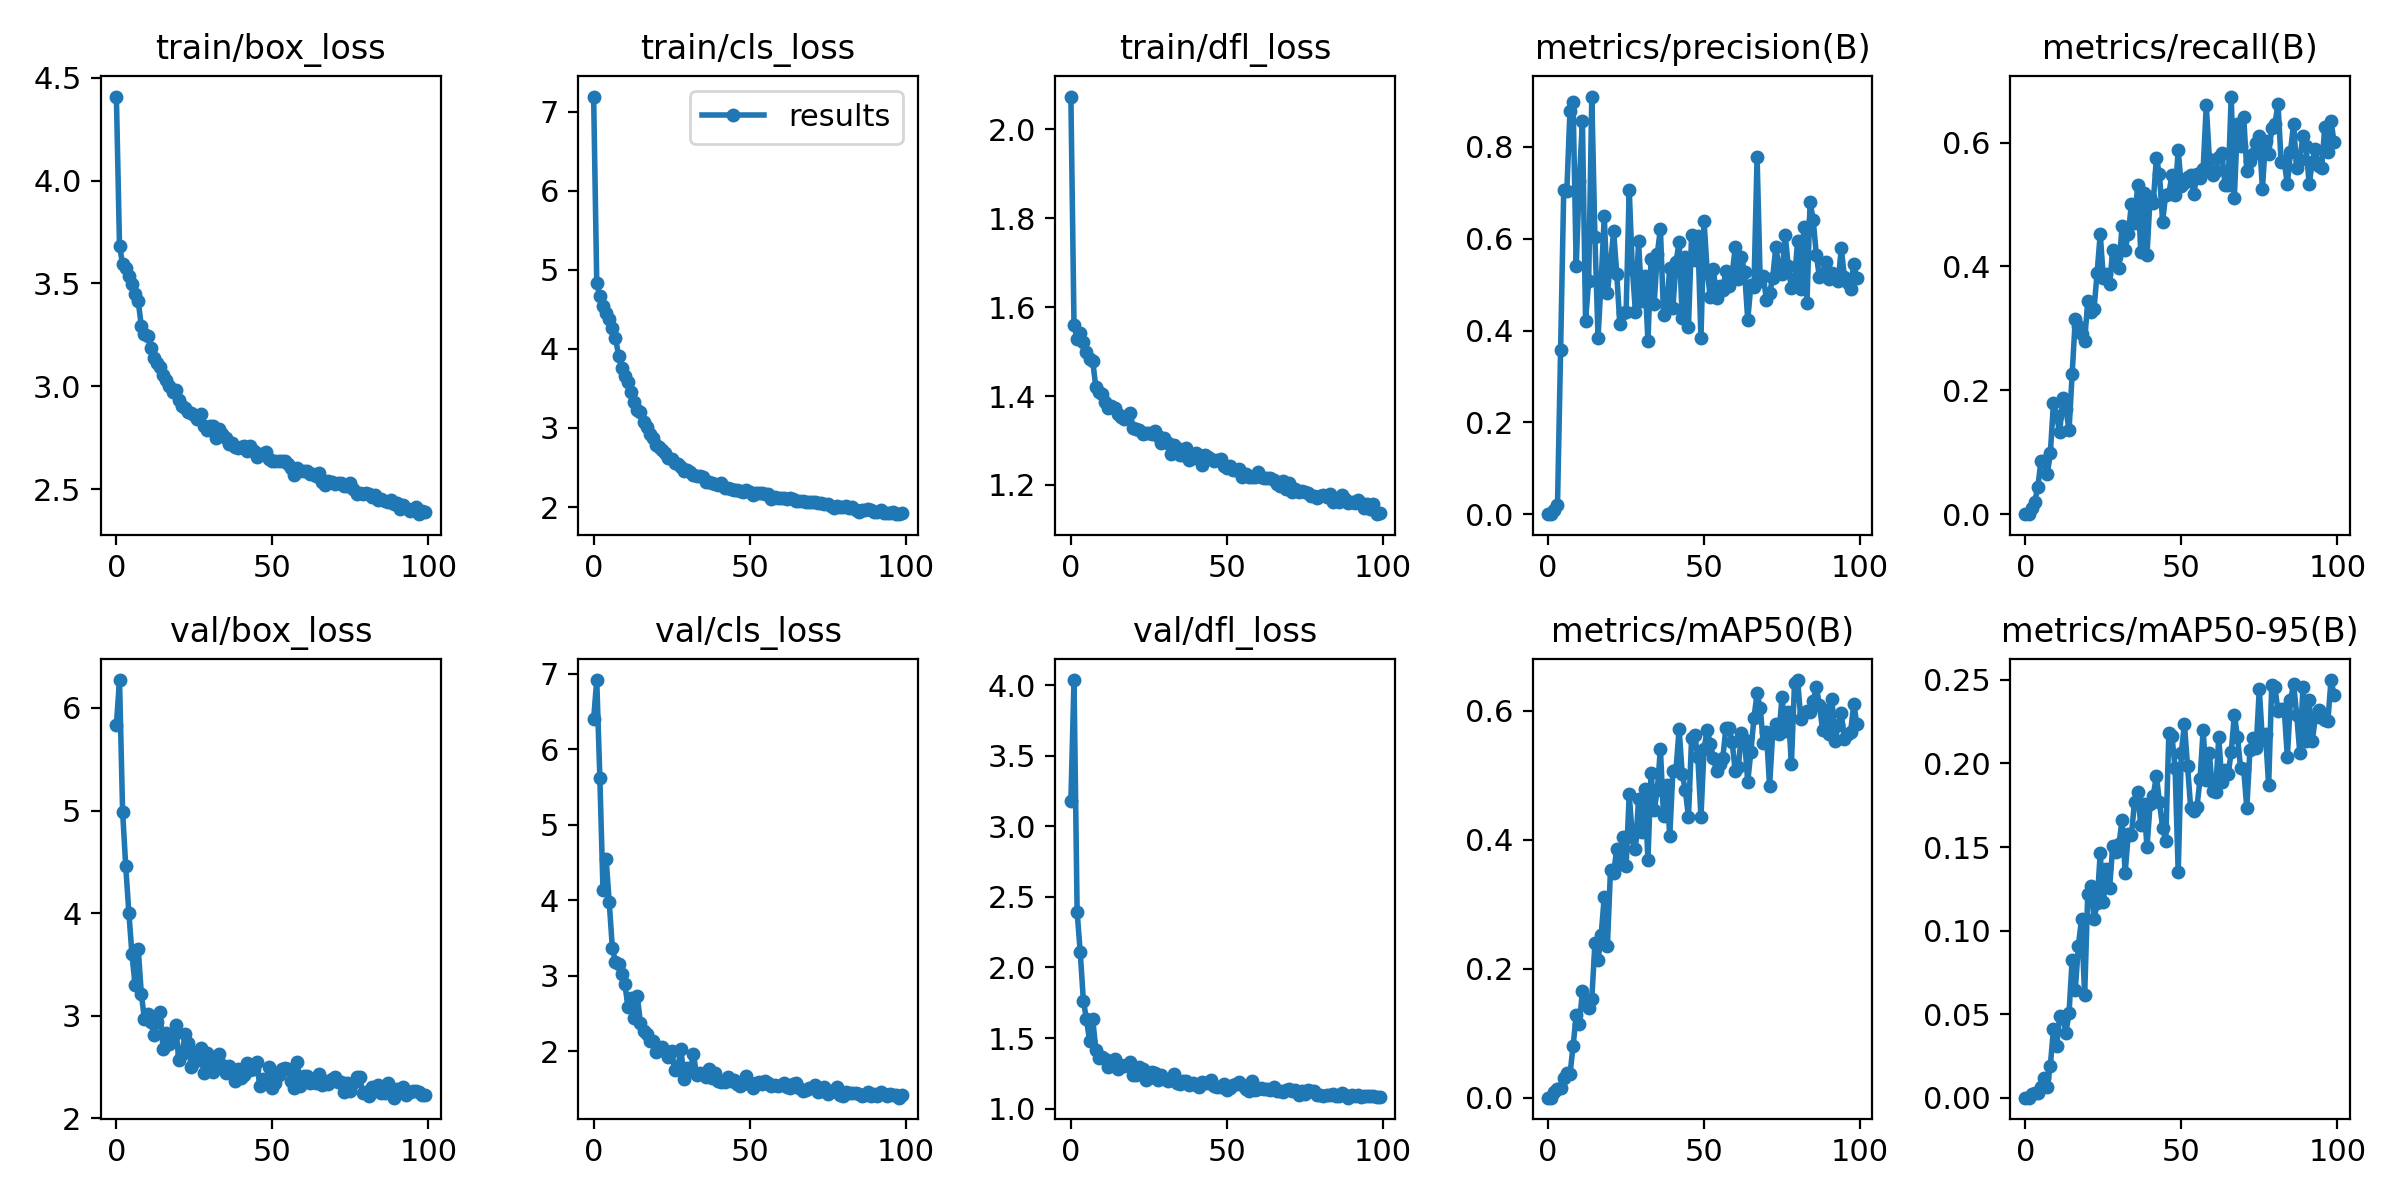 train/box_loss
4.5
4.0
3.5
3.0
2.5
0 50 100
train/cls_loss
results
7
6
5
4
3
2
0 50 100
train/dfl_loss
2.0
1.8
1.6
1.4
1.2
0 50 100
metrics/precision(B)
0.8
0.6
0.4
0.2
0.0
0 50 100
metrics/recall(B)
0.6
0.4
0.2
0.0
0 50 100
val/box_loss
6
5
4
3
2
0 50 100
val/cls_loss
7
6
5
4
3
2
0 50 100
val/dfl_loss
4.0
3.5
3.0
2.5
2.0
1.5
1.0
0 50 100
metrics/mAP50(B)
0.6
0.4
0.2
0.0
0 50 100
metrics/mAP50-95(B)
0.25
0.20
0.15
0.10
0.05
0.00
0 50 100